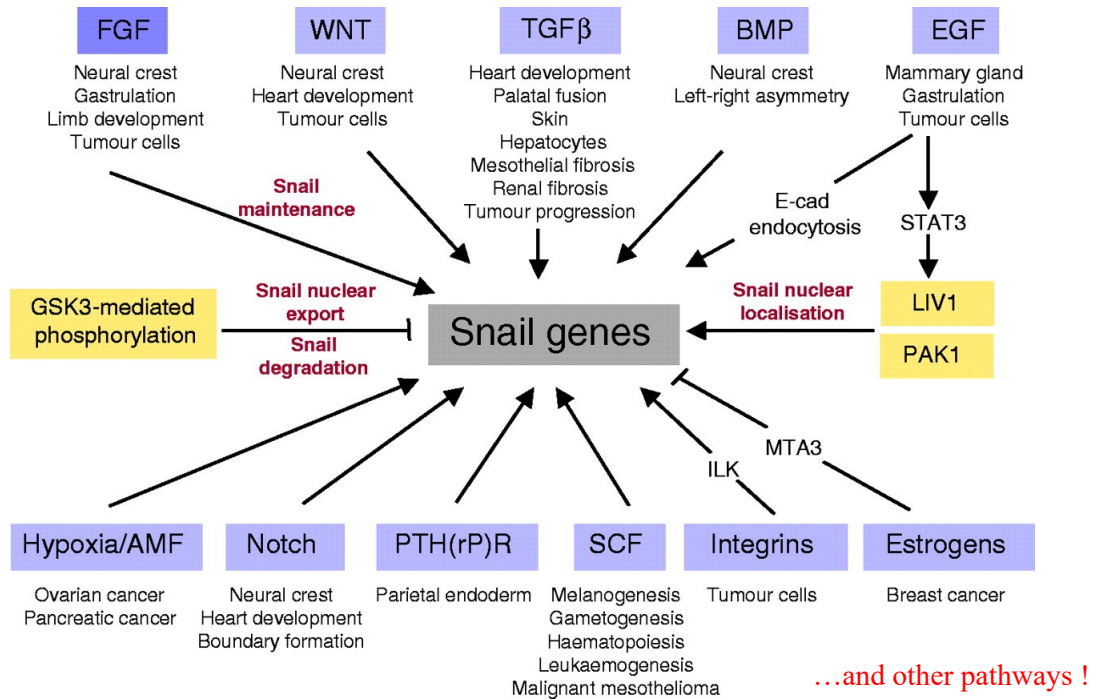 FGF
Neural crest
Gastrulation
Limb development
Tumour cells
WNT
Neural crest
Heart development
Tumour cells
TGFβ
Heart development
Palatal fusion
Skin
Hepatocytes
Mesothelial fibrosis
Renal fibrosis
Tumour progression
BMP
Neural crest
Left-right asymmetry
EGF
Mammary gland
Gastrulation
Tumour cells
Snail
maintenance
E-cad
endocytosis
STAT3
GSK3-mediated
phosphorylation
Snail nuclear
export
Snail
degradation
Snail genes
Snail nuclear
localisation
LIV1
PAK1
ILK
MTA3
Hypoxia/AMF
Ovarian cancer
Pancreatic cancer
Notch
Neural crest
Heart development
Boundary formation
PTH(rP)R
Parietal endoderm
SCF
Melanogenesis
Gametogenesis
Haematopoiesis
Leukaemogenesis
Malignant mesothelioma
Integrins
Tumour cells
Estrogens
Breast cancer
…and other pathways !